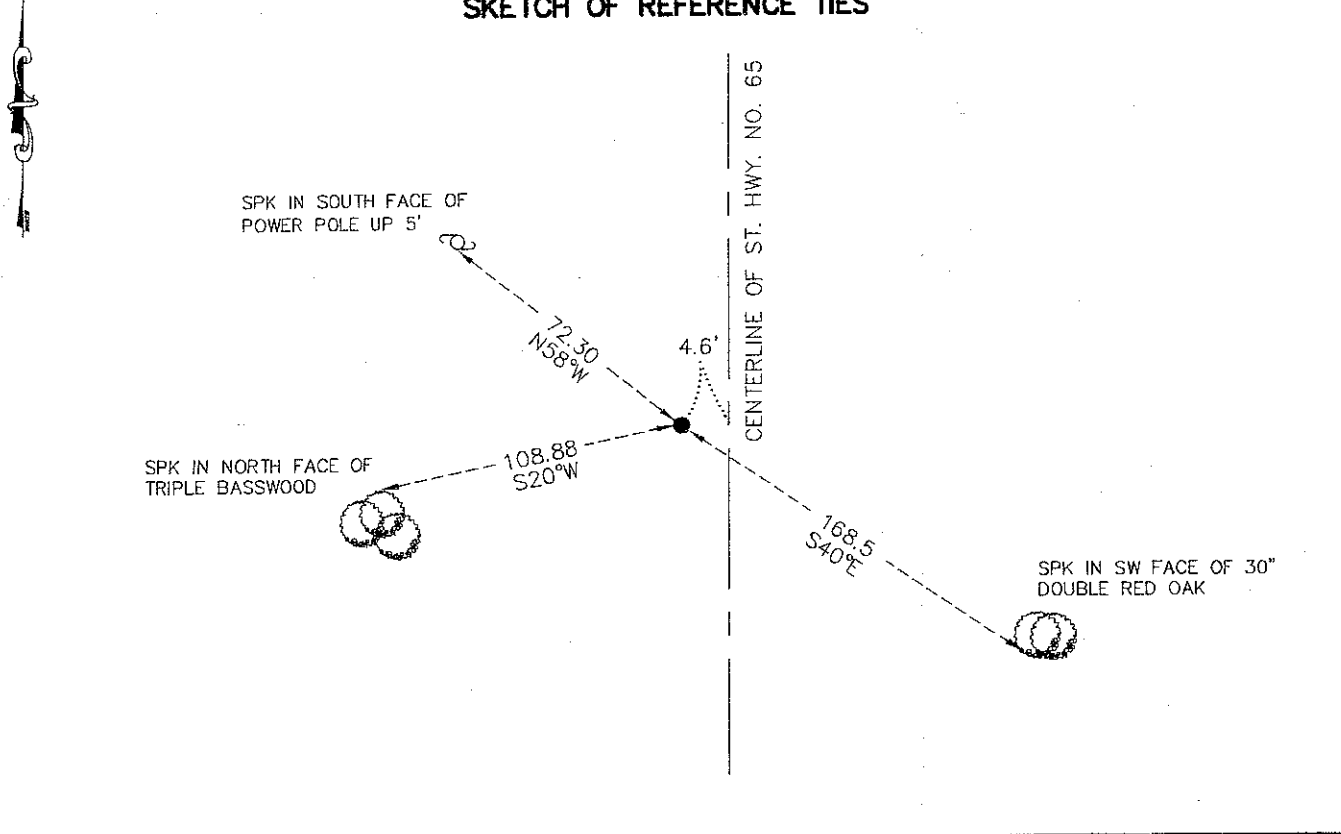 SKETCH OF REFERENCE TIES
SPK IN SOUTH FACE OF
POWER POLE UP 5'
72.30
N58°W
4.6'
CENTERLINE OF ST. HWY. NO. 65
SPK IN NORTH FACE OF
TRIPLE BASSWOOD
108.88
S20°W
168.5
S40°E
SPK IN SW FACE OF 30"
DOUBLE RED OAK